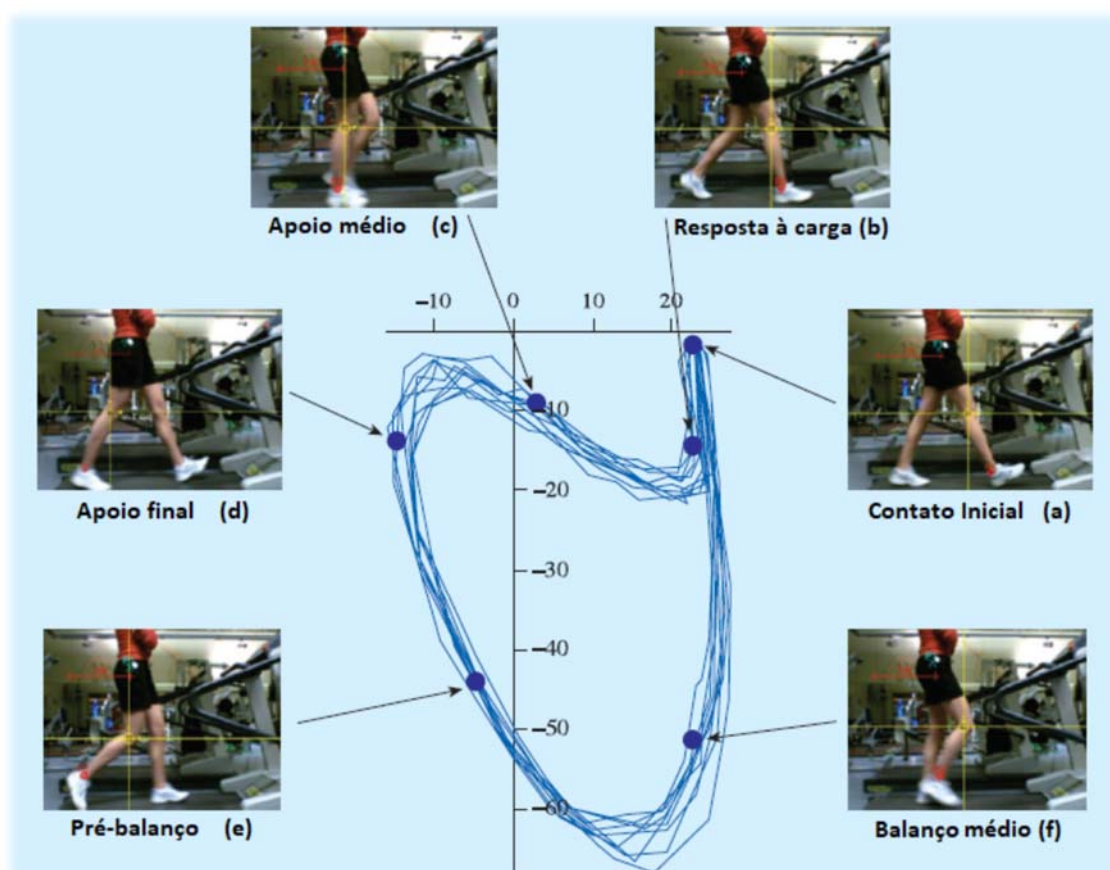 Apoio médio (c)
Resposta à carga (b)
−10 0 10 20
−10
−20
−30
−40
−50
−60
Apoio final (d)
Contato Inicial (a)
Pré-balanço (e)
Balanço médio (f)